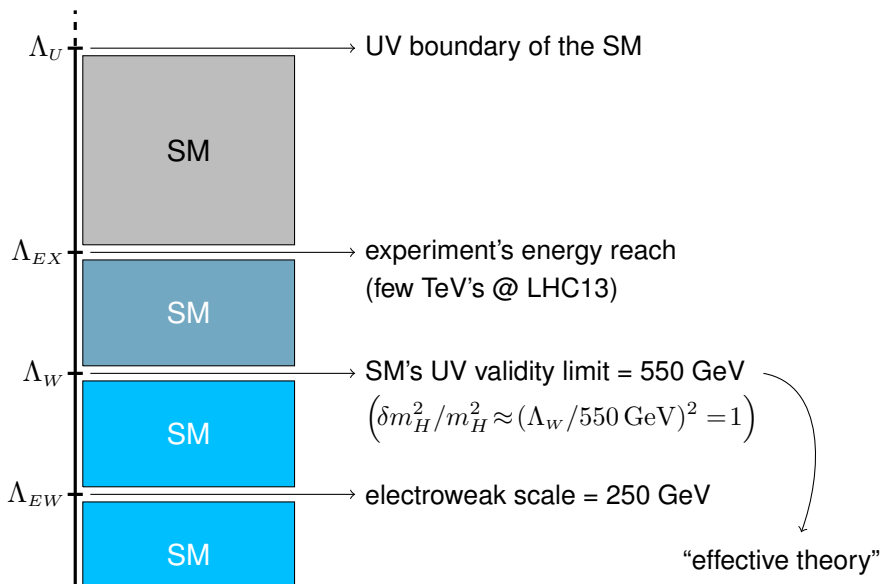 Λ_U UV boundary of the SM
SM
Λ_EX experiment's energy reach
(few TeV's @ LHC13)
SM
Λ_W SM's UV validity limit = 550 GeV
(δm_H^2/m_H^2 ≈ (Λ_W/550 GeV)^2 = 1)
SM
Λ_EW electroweak scale = 250 GeV
SM
“effective theory”